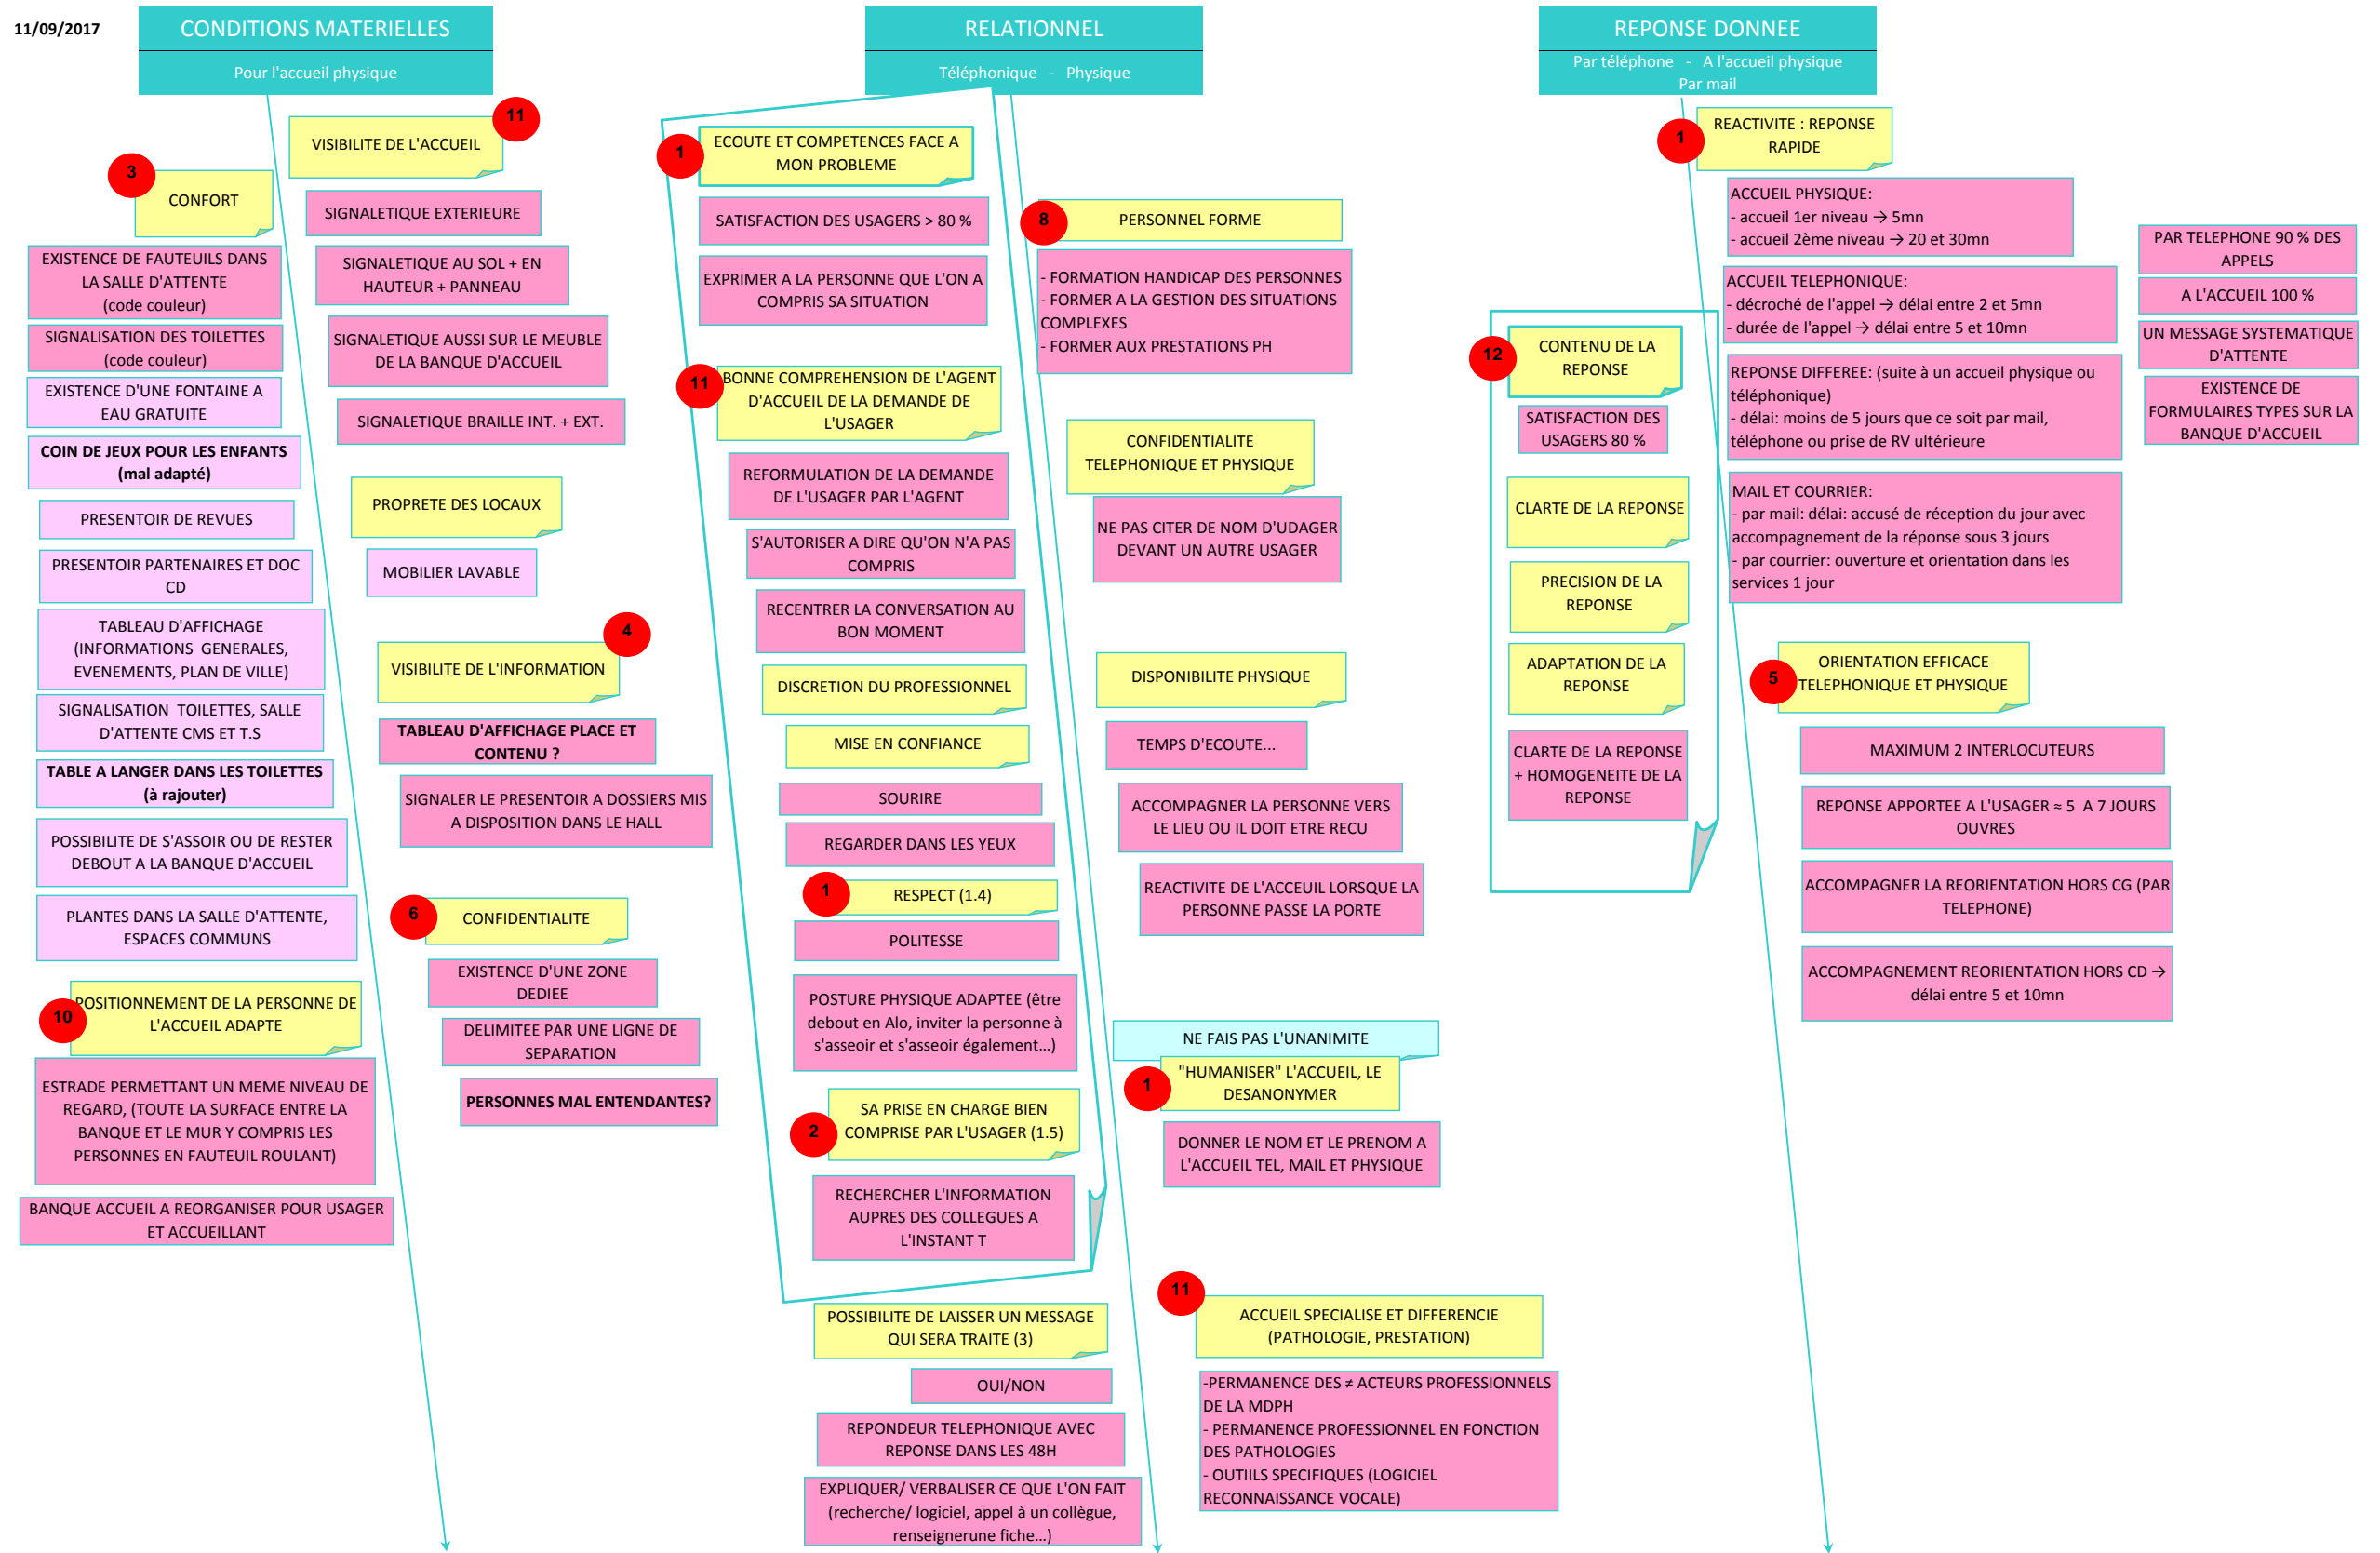 11/09/2017
CONDITIONS MATERIELLES
Pour l'accueil physique
11
VISIBILITE DE L'ACCUEIL
3
CONFORT
SIGNALETIQUE EXTERIEURE
EXISTENCE DE FAUTEUILS DANS
LA SALLE D'ATTENTE
(code couleur)
SIGNALETIQUE AU SOL + EN
HAUTEUR + PANNEAU
SIGNALISATION DES TOILETTES
(code couleur)
SIGNALETIQUE AUSSI SUR LE MEUBLE
DE LA BANQUE D'ACCUEIL
EXISTENCE D'UNE FONTAINE A
EAU GRATUITE
SIGNALETIQUE BRAILLE INT. + EXT.
COIN DE JEUX POUR LES ENFANTS
(mal adapté)
PRESENTOIR DE REVUES
PROPRETE DES LOCAUX
PRESENTOIR PARTENAIRES ET DOC
CD
MOBILIER LAVABLE
TABLEAU D'AFFICHAGE
(INFORMATIONS  GENERALES,
EVENEMENTS, PLAN DE VILLE)
4
VISIBILITE DE L'INFORMATION
SIGNALISATION  TOILETTES, SALLE
D'ATTENTE CMS ET T.S
TABLEAU D'AFFICHAGE PLACE ET
CONTENU ?
TABLE A LANGER DANS LES TOILETTES
(à rajouter)
SIGNALER LE PRESENTOIR A DOSSIERS MIS
A DISPOSITION DANS LE HALL
POSSIBILITE DE S'ASSOIR OU DE RESTER
DEBOUT A LA BANQUE D'ACCUEIL
PLANTES DANS LA SALLE D'ATTENTE,
ESPACES COMMUNS
6
CONFIDENTIALITE
EXISTENCE D'UNE ZONE
DEDIEE
10
POSITIONNEMENT DE LA PERSONNE DE
L'ACCUEIL ADAPTE
DELIMITEE PAR UNE LIGNE DE
SEPARATION
ESTRADE PERMETTANT UN MEME NIVEAU DE
REGARD, (TOUTE LA SURFACE ENTRE LA
BANQUE ET LE MUR Y COMPRIS LES
PERSONNES EN FAUTEUIL ROULANT)
PERSONNES MAL ENTENDANTES?
BANQUE ACCUEIL A REORGANISER POUR USAGER
ET ACCUEILLANT
RELATIONNEL
Téléphonique   -   Physique
1
ECOUTE ET COMPETENCES FACE A
MON PROBLEME
SATISFACTION DES USAGERS > 80 %
EXPRIMER A LA PERSONNE QUE L'ON A
COMPRIS SA SITUATION
11
BONNE COMPREHENSION DE L'AGENT
D'ACCUEIL DE LA DEMANDE DE
L'USAGER
REFORMULATION DE LA DEMANDE
DE L'USAGER PAR L'AGENT
S'AUTORISER A DIRE QU'ON N'A PAS
COMPRIS
RECENTRER LA CONVERSATION AU
BON MOMENT
DISCRETION DU PROFESSIONNEL
MISE EN CONFIANCE
SOURIRE
REGARDER DANS LES YEUX
1
RESPECT (1.4)
POLITESSE
POSTURE PHYSIQUE ADAPTEE (être
debout en Alo, inviter la personne à
s'asseoir et s'asseoir également...)
2
SA PRISE EN CHARGE BIEN
COMPRISE PAR L'USAGER (1.5)
RECHERCHER L'INFORMATION
AUPRES DES COLLEGUES A
L'INSTANT T
POSSIBILITE DE LAISSER UN MESSAGE
QUI SERA TRAITE (3)
OUI/NON
REPONDEUR TELEPHONIQUE AVEC
REPONSE DANS LES 48H
EXPLIQUER/ VERBALISER CE QUE L'ON FAIT
(recherche/ logiciel, appel à un collègue,
renseignerune fiche...)
8
PERSONNEL FORME
- FORMATION HANDICAP DES PERSONNES
- FORMER A LA GESTION DES SITUATIONS
COMPLEXES
- FORMER AUX PRESTATIONS PH
CONFIDENTIALITE
TELEPHONIQUE ET PHYSIQUE
NE PAS CITER DE NOM D'UDAGER
DEVANT UN AUTRE USAGER
DISPONIBILITE PHYSIQUE
TEMPS D'ECOUTE...
ACCOMPAGNER LA PERSONNE VERS
LE LIEU OU IL DOIT ETRE RECU
REACTIVITE DE L'ACCEUIL LORSQUE LA
PERSONNE PASSE LA PORTE
NE FAIS PAS L'UNANIMITE
1
"HUMANISER" L'ACCUEIL, LE
DESANONYMER
DONNER LE NOM ET LE PRENOM A
L'ACCUEIL TEL, MAIL ET PHYSIQUE
11
ACCUEIL SPECIALISE ET DIFFERENCIE
(PATHOLOGIE, PRESTATION)
-PERMANENCE DES ≠ ACTEURS PROFESSIONNELS
DE LA MDPH
- PERMANENCE PROFESSIONNEL EN FONCTION
DES PATHOLOGIES
- OUTIILS SPECIFIQUES (LOGICIEL
RECONNAISSANCE VOCALE)
REPONSE DONNEE
Par téléphone   -   A l'accueil physique
Par mail
1
REACTIVITE : REPONSE
RAPIDE
ACCUEIL PHYSIQUE:
- accueil 1er niveau → 5mn
- accueil 2ème niveau → 20 et 30mn
ACCUEIL TELEPHONIQUE:
- décroché de l'appel → délai entre 2 et 5mn
- durée de l'appel → délai entre 5 et 10mn
REPONSE DIFFEREE: (suite à un accueil physique ou
téléphonique)
- délai: moins de 5 jours que ce soit par mail,
téléphone ou prise de RV ultérieure
MAIL ET COURRIER:
- par mail: délai: accusé de réception du jour avec
accompagnement de la réponse sous 3 jours
- par courrier: ouverture et orientation dans les
services 1 jour
PAR TELEPHONE 90 % DES
APPELS
A L'ACCUEIL 100 %
UN MESSAGE SYSTEMATIQUE
D'ATTENTE
EXISTENCE DE
FORMULAIRES TYPES SUR LA
BANQUE D'ACCUEIL
12
CONTENU DE LA
REPONSE
SATISFACTION DES
USAGERS 80 %
CLARTE DE LA REPONSE
PRECISION DE LA
REPONSE
ADAPTATION DE LA
REPONSE
CLARTE DE LA REPONSE
+ HOMOGENEITE DE LA
REPONSE
5
ORIENTATION EFFICACE
TELEPHONIQUE ET PHYSIQUE
MAXIMUM 2 INTERLOCUTEURS
REPONSE APPORTEE A L'USAGER ≈ 5  A 7 JOURS
OUVRES
ACCOMPAGNER LA REORIENTATION HORS CG (PAR
TELEPHONE)
ACCOMPAGNEMENT REORIENTATION HORS CD →
délai entre 5 et 10mn